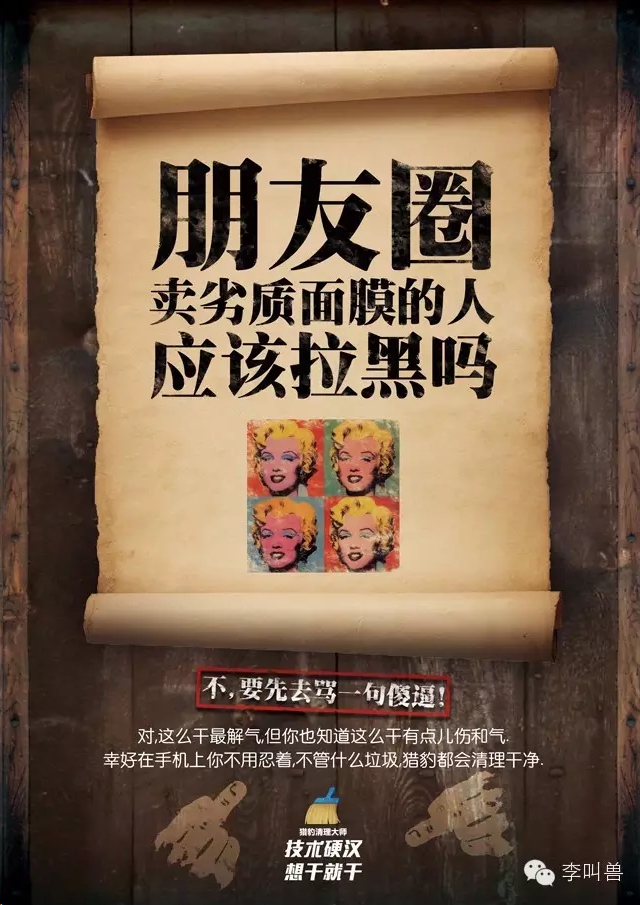 朋友圈
卖劣质面膜的人
应该拉黑吗
不,要先去骂一句傻逼!
对,这么干最解气,但你也知道这么干有点儿伤和气.
幸好在手机上你不用忍着,不管什么垃圾,猎豹都会清理干净.
猎豹清理大师
技术硬汉
想干就干
李叫兽